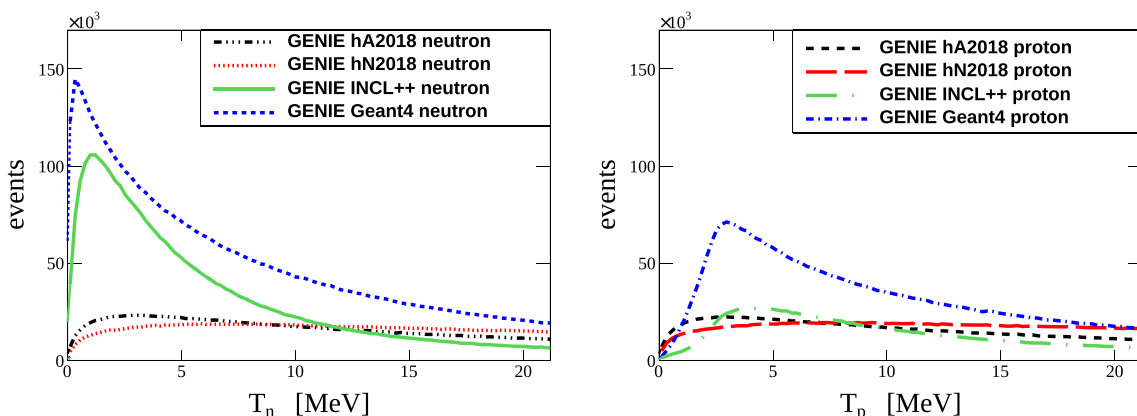 ×10³
GENIE hA2018 neutron
GENIE hN2018 neutron
GENIE INCL++ neutron
GENIE Geant4 neutron
150
100
50
0
events
0 5 10 15 20
Tₙ [MeV]
×10³
GENIE hA2018 proton
GENIE hN2018 proton
GENIE INCL++ proton
GENIE Geant4 proton
150
100
50
0
events
0 5 10 15 20
Tₚ [MeV]